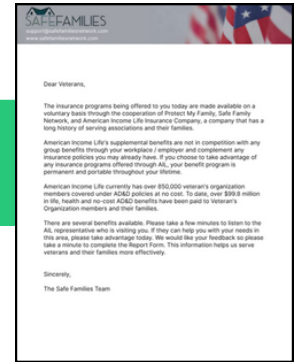 SAFEFAMILIES
support@safefamiliesnetwork.com
www.safefamiliesnetwork.com
Dear Veterans,
The insurance programs being offered to you today are made available on a
voluntary basis through the cooperation of Protect My Family, Safe Family
Network, and American Income Life Insurance Company, a company that has a
long history of serving associations and their families.
American Income Life's supplemental benefits are not in competition with any
group benefits through your workplace / employer and complement any
insurance policies you may already have. If you choose to take advantage of
any insurance programs offered through AIL, your benefit program is
permanent and portable throughout your lifetime.
American Income Life currently has over 850,000 veteran's organization
members covered under AD&D policies at no cost. To date, over $99.8 million
in life, health and no-cost AD&D benefits have been paid to Veteran's
Organization members and their families.
There are several benefits available. Please take a few minutes to listen to the
AIL representative who is visiting you. If they can help you with your needs in
this area, please take advantage today. We would like your feedback so please
take a minute to complete the Report Form. This information helps us serve
veterans and their families more effectively.
Sincerely,
The Safe Families Team